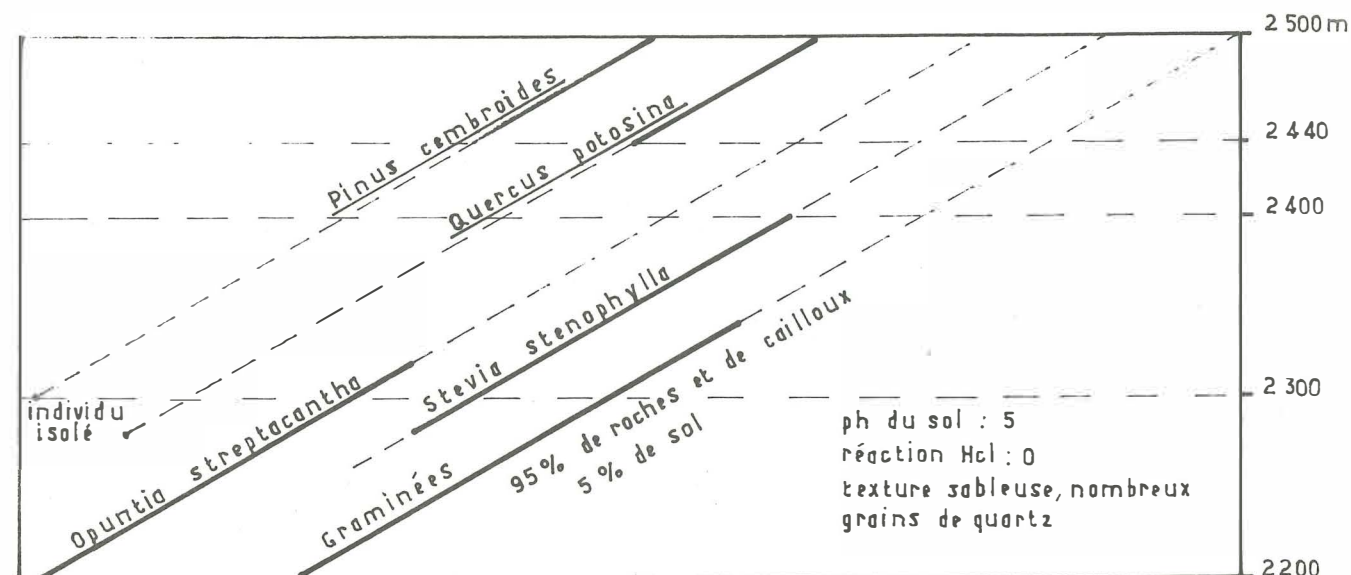 2 500 m
Pinus cembroides
Quercus potosina
2 440
2 400
Stevia stenophylla
95% de roches et de cailloux
5% de sol
2 300
individu
isolé
Opuntia streptacantha
Graminées
ph du sol : 5
réaction Hcl : 0
texture sableuse, nombreux
grains de quartz
2200